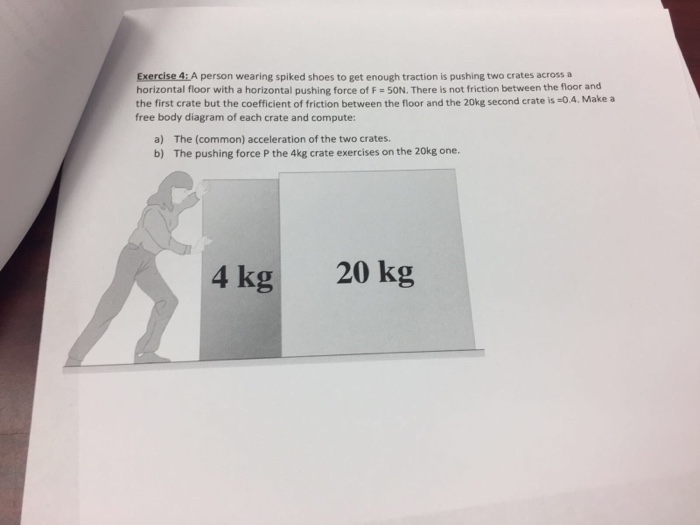 Exercise 4: A person wearing spiked shoes to get enough traction is pushing two crates across a
horizontal floor with a horizontal pushing force of F = 50N. There is not friction between the floor and
the first crate but the coefficient of friction between the floor and the 20kg second crate is =0.4. Make a
free body diagram of each crate and compute:
a) The (common) acceleration of the two crates.
b) The pushing force P the 4kg crate exercises on the 20kg one.
4 kg
20 kg